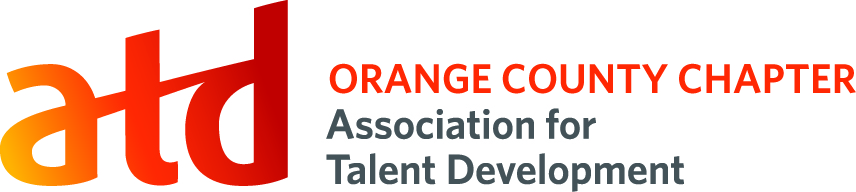 atd
ORANGE COUNTY CHAPTER
Association for
Talent Development